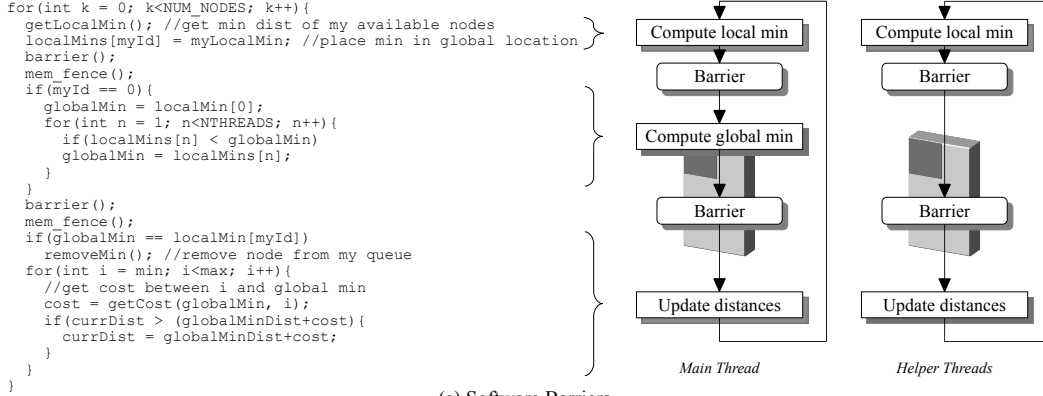 for(int k = 0; k<NUM_NODES; k++){
getLocalMin(); //get min dist of my available nodes
localMins[myId] = myLocalMin; //place min in global location
barrier();
mem_fence();
if(myId == 0){
globalMin = localMin[0];
for(int n = 1; n<NTHREADS; n++){
if(localMins[n] < globalMin)
globalMin = localMins[n];
}
}
barrier();
mem_fence();
if(globalMin == localMin[myId])
removeMin(); //remove node from my queue
for(int i = min; i<max; i++){
//get cost between i and global min
cost = getCost(globalMin, i);
if(currDist > (globalMinDist+cost){
currDist = globalMinDist+cost;
}
}
}
Compute local min
Barrier
Compute global min
Barrier
Update distances
Main Thread
Compute local min
Barrier
Barrier
Update distances
Helper Threads